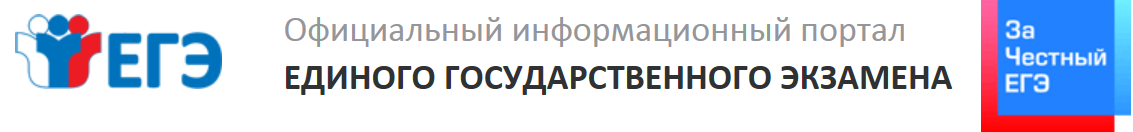 ЕГЭ
Официальный информационный портал
ЕДИНОГО ГОСУДАРСТВЕННОГО ЭКЗАМЕНА
За
Честный
ЕГЭ